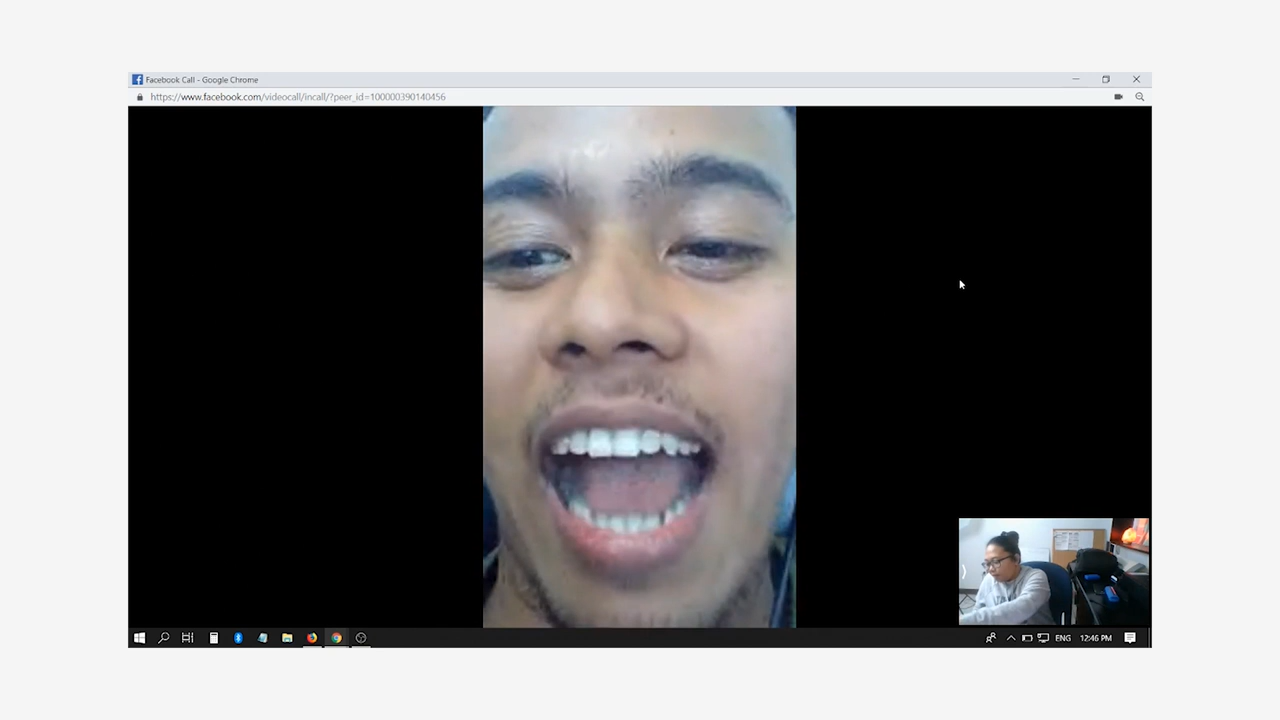 Facebook Call - Google Chrome
https://www.facebook.com/videocall/incall/?peer_id=100000390140456
ENG
12:46 PM